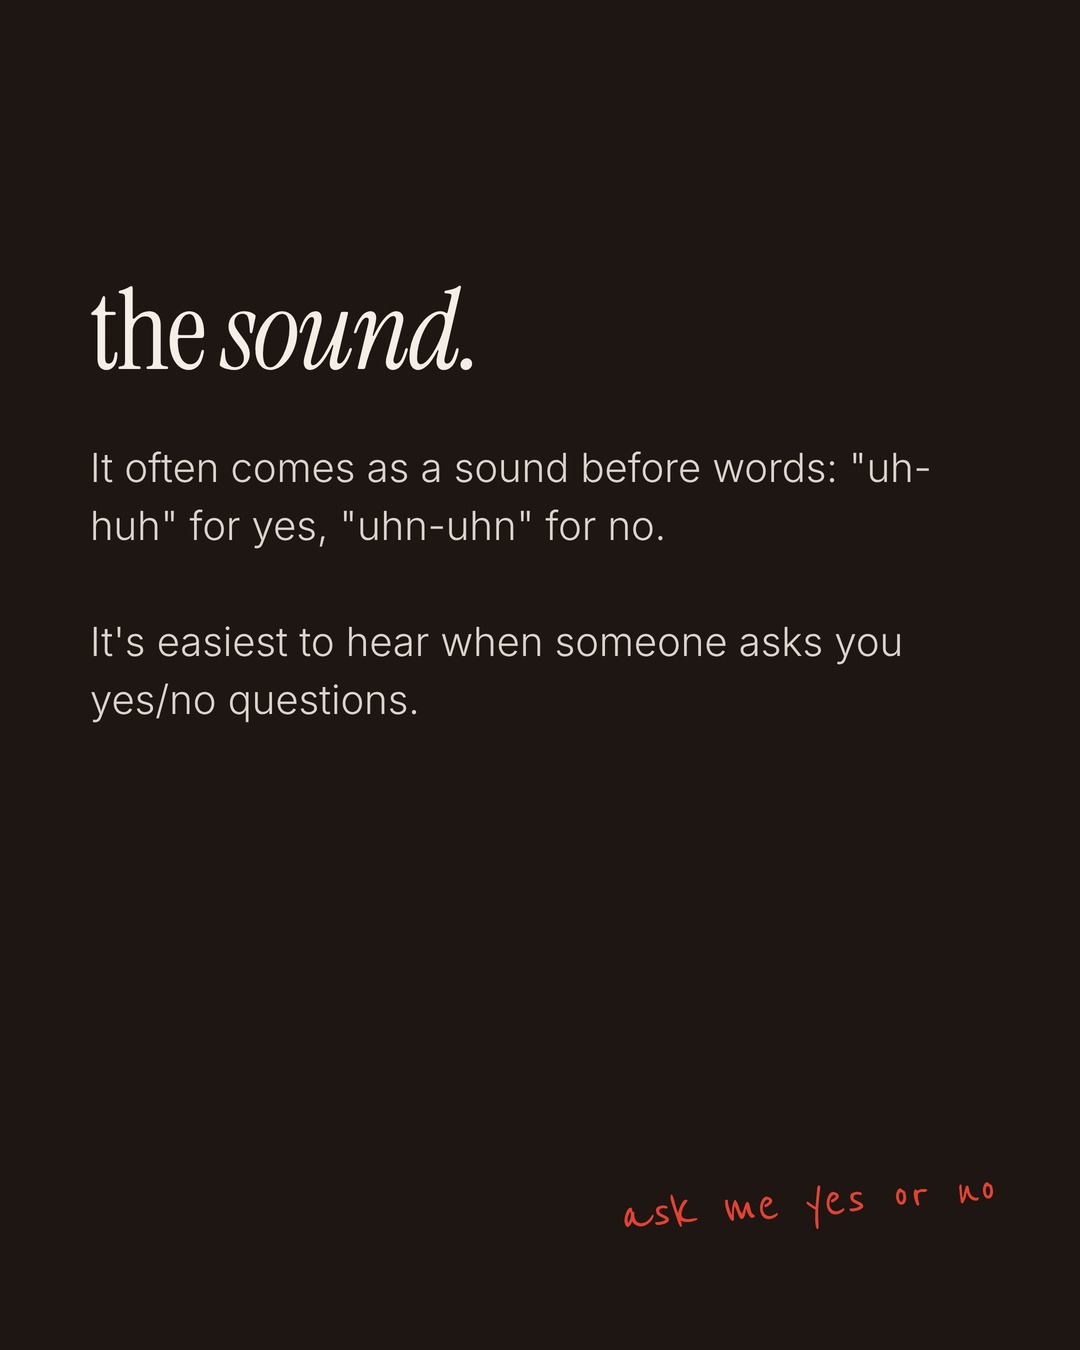 the sound.
It often comes as a sound before words: "uh-
huh" for yes, "uhn-uhn" for no.
It's easiest to hear when someone asks you
yes/no questions.
ask me yes or no